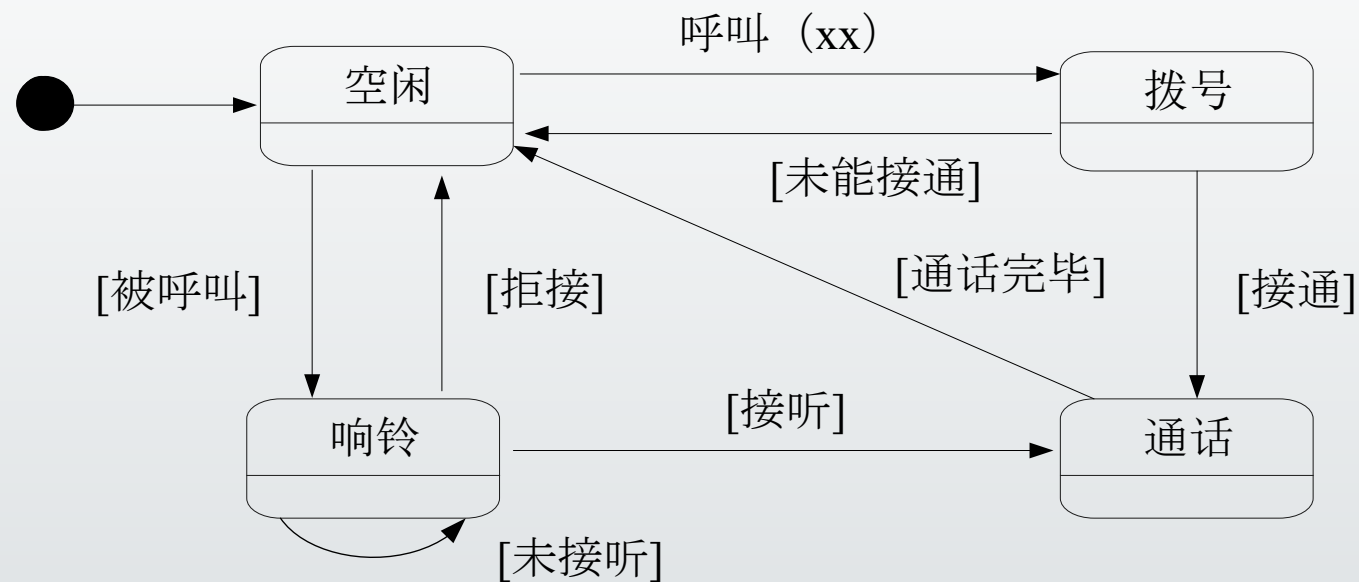 呼叫（xx）
空闲
拨号
[未能接通]
[通话完毕]
[被呼叫]
[拒接]
[接通]
[接听]
响铃
通话
[未接听]